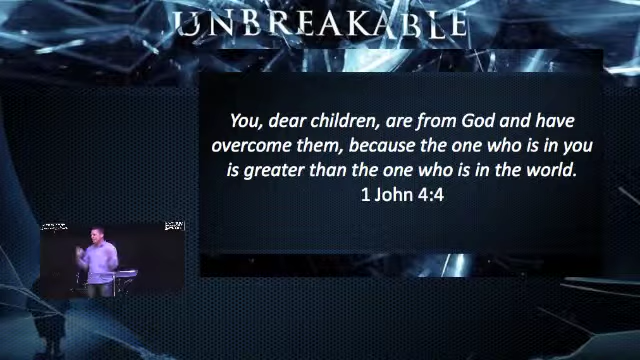 UNBREAKABLE
You, dear children, are from God and have
overcome them, because the one who is in you
is greater than the one who is in the world.
1 John 4:4